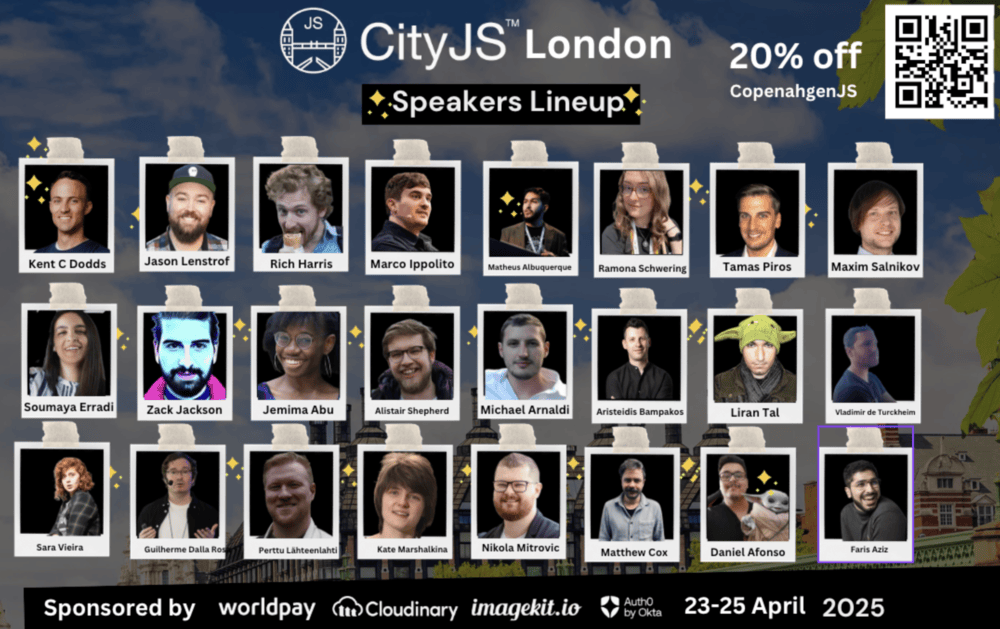 JS
CityJS™ London
20% off
CopenahgenJS
Speakers Lineup
Kent C Dodds
Jason Lenstrof
Rich Harris
Marco Ippolito
Matheus Albuquerque
Ramona Schwering
Tamas Piros
Maxim Salnikov
Soumaya Erradi
Zack Jackson
Jemima Abu
Alistair Shepherd
Michael Arnaldi
Aristeidis Bampakos
Liran Tal
Vladimir de Turckheim
Sara Vieira
Guilherme Dalla Ros
Perttu Lähteenlahti
Kate Marshalkina
Nikola Mitrovic
Matthew Cox
Daniel Afonso
Faris Aziz
Sponsored by worldpay Cloudinary imagekit.io Auth0 by Okta 23-25 April 2025